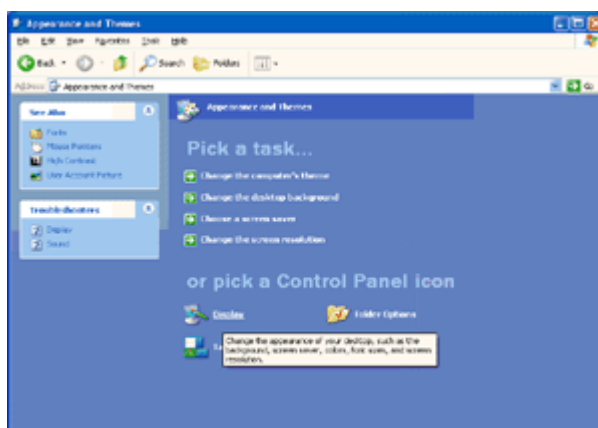 Appearance and Themes
File Edit View Favorites Tools Help
Back Search Folders
Address Appearance and Themes Go
See Also
Fonts
Mouse Pointers
High Contrast
User Account Picture
Troubleshooters
Display
Sound
Appearance and Themes
Pick a task...
Change the computer's theme
Change the desktop background
Choose a screen saver
Change the screen resolution
or pick a Control Panel icon
Display Folder Options
Change the appearance of your desktop, such as the
background, screen saver, colors, font sizes, and screen
resolution.